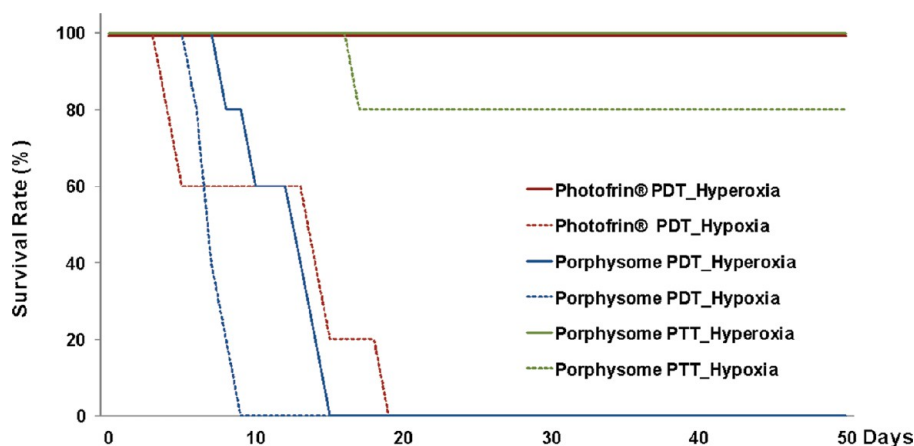 Survival Rate (%)
100
80
60
40
20
0
Photofrin® PDT_Hyperoxia
Photofrin® PDT_Hypoxia
Porphysome PDT_Hyperoxia
Porphysome PDT_Hypoxia
Porphysome PTT_Hyperoxia
Porphysome PTT_Hypoxia
0 10 20 30 40 50 Days